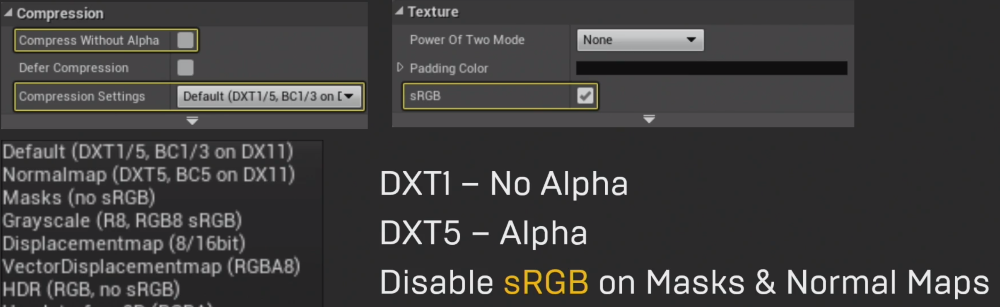 Compression
Compress Without Alpha
Defer Compression
Compression Settings Default (DXT1/5, BC1/3 on D
Texture
Power Of Two Mode None
Padding Color
sRGB
Default (DXT1/5, BC1/3 on DX11)
Normalmap (DXT5, BC5 on DX11)
Masks (no sRGB)
Grayscale (R8, RGB8 sRGB)
Displacementmap (8/16bit)
VectorDisplacementmap (RGBA8)
HDR (RGB, no sRGB)
DXT1 – No Alpha
DXT5 – Alpha
Disable sRGB on Masks & Normal Maps